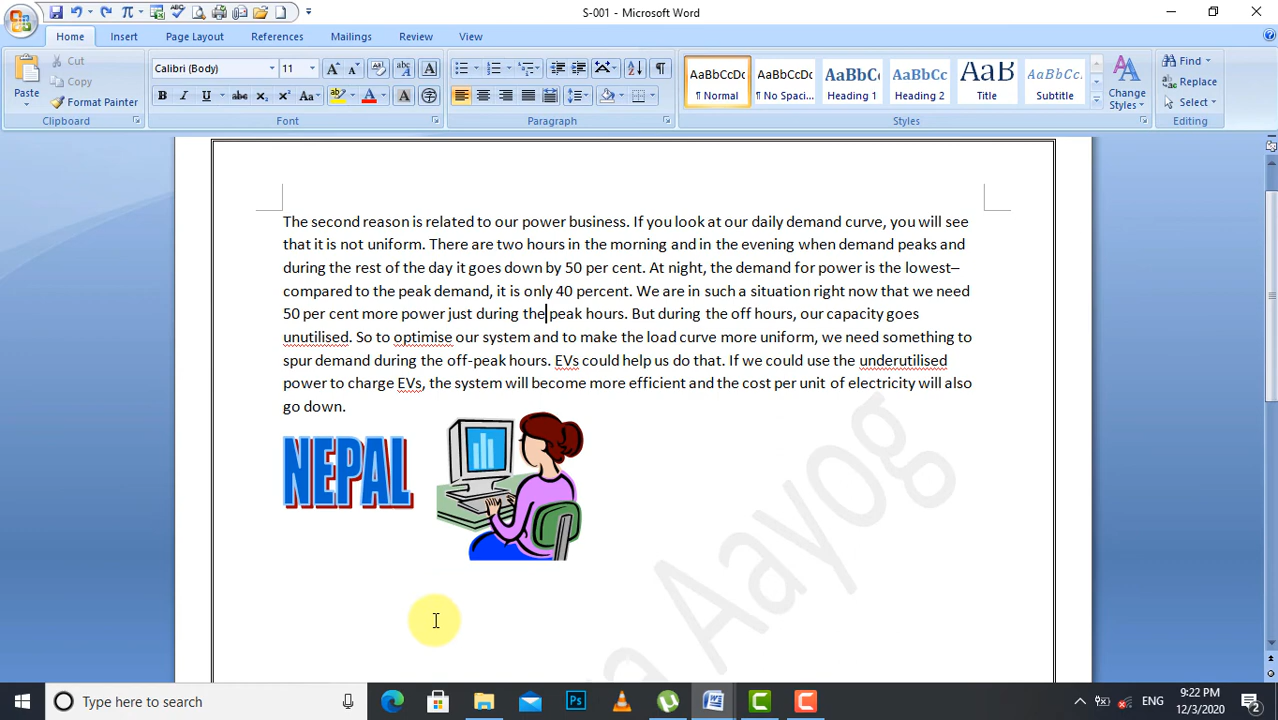 S-001 - Microsoft Word
Home Insert Page Layout References Mailings Review View
Paste
Cut
Copy
Format Painter
Clipboard
Calibri (Body) 11
Font
Paragraph
AaBbCcDc AaBbCcDc AaBbCc AaBbCc AaB AaBbCc
¶ Normal ¶ No Spaci... Heading 1 Heading 2 Title Subtitle
Change Styles
Styles
Find
Replace
Select
Editing
The second reason is related to our power business. If you look at our daily demand curve, you will see
that it is not uniform. There are two hours in the morning and in the evening when demand peaks and
during the rest of the day it goes down by 50 per cent. At night, the demand for power is the lowest–
compared to the peak demand, it is only 40 percent. We are in such a situation right now that we need
50 per cent more power just during the peak hours. But during the off hours, our capacity goes
unutilised. So to optimise our system and to make the load curve more uniform, we need something to
spur demand during the off-peak hours. EVs could help us do that. If we could use the underutilised
power to charge EVs, the system will become more efficient and the cost per unit of electricity will also
go down.
NEPAL
Aayog
Type here to search
ENG
9:22 PM
12/3/2020
2